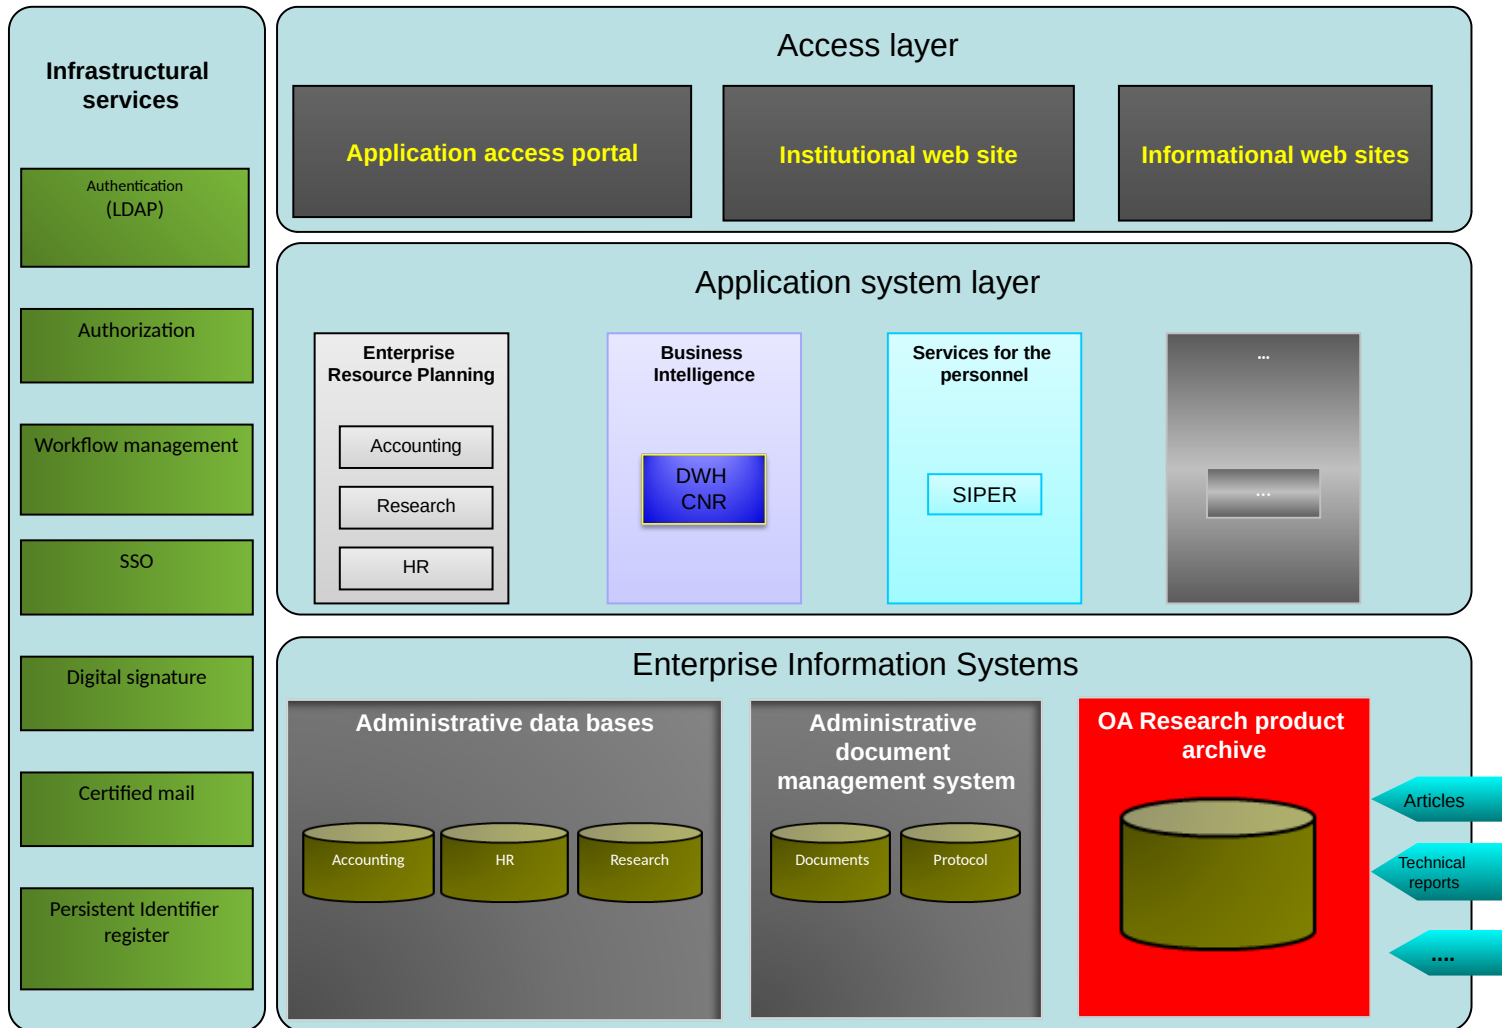 Infrastructural
services
Authentication
(LDAP)
Authorization
Workflow management
SSO
Digital signature
Certified mail
Persistent Identifier
register
Access layer
Application access portal
Institutional web site
Informational web sites
Application system layer
Enterprise
Resource Planning
Accounting
Research
HR
Business
Intelligence
DWH
CNR
Services for the
personnel
SIPER
...
...
Enterprise Information Systems
Administrative data bases
Accounting
HR
Research
Administrative
document
management system
Documents
Protocol
OA Research product
archive
Articles
Technical
reports
....